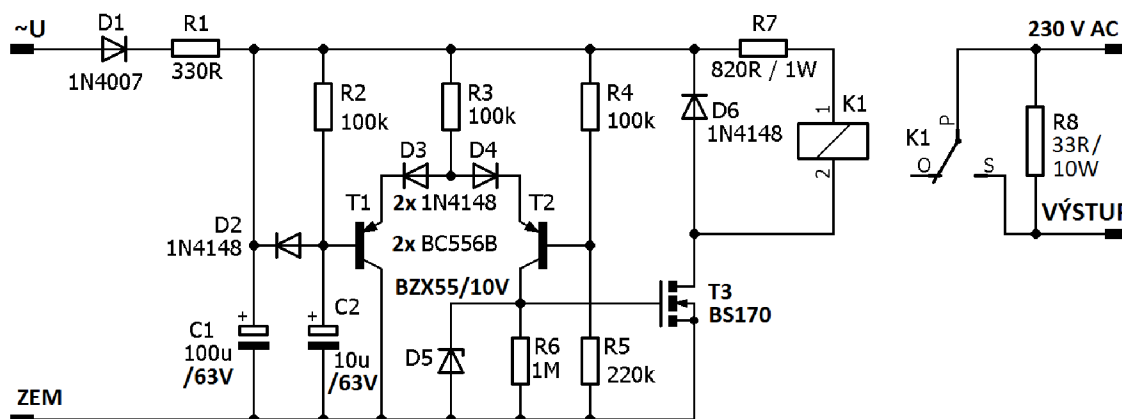 ~U
D1
1N4007
R1
330R
R2
100k
R3
100k
R4
100k
R7
820R / 1W
D6
1N4148
1
K1
2
230 V AC
K1
P
O
S
R8
33R/
10W
VÝSTUP
D3
D4
2x 1N4148
T1
T2
2x BC556B
D2
1N4148
BZX55/10V
T3
BS170
+
C1
100u
/63V
+
C2
10u
/63V
D5
R6
1M
R5
220k
ZEM